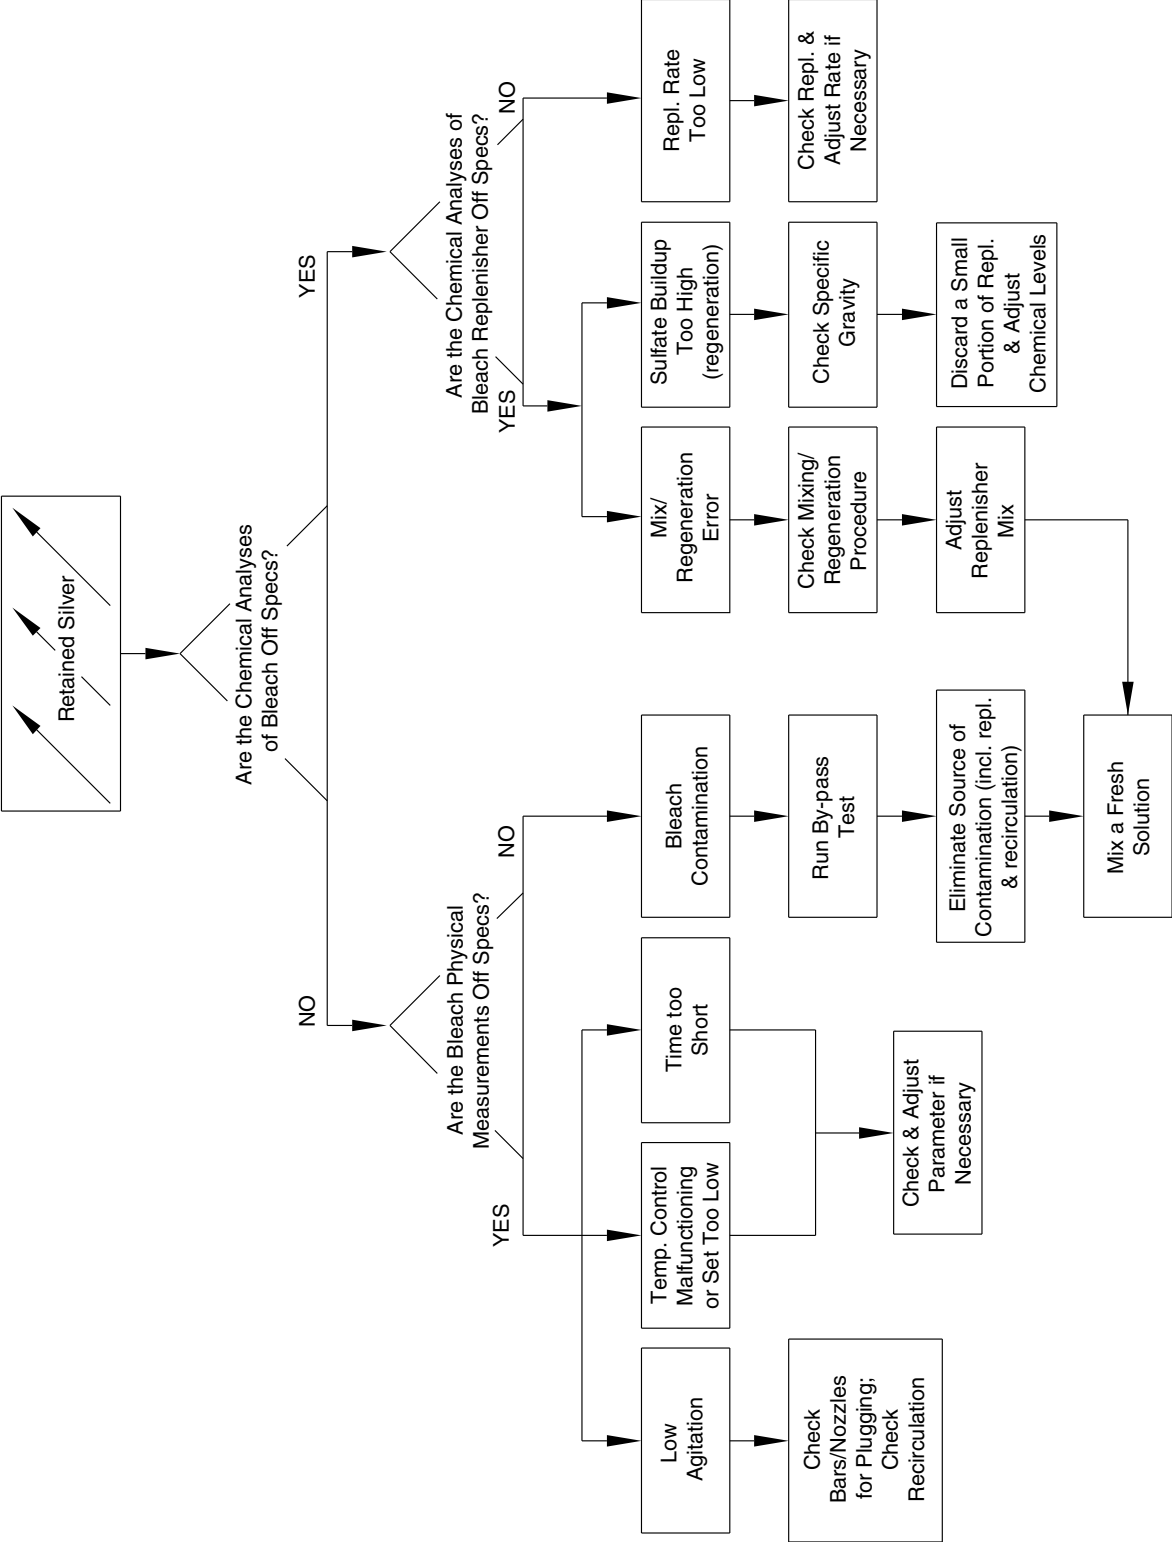 Retained Silver
Are the Chemical Analyses
of Bleach Off Specs?
NO
YES
Are the Bleach Physical
Measurements Off Specs?
YES
NO
Are the Chemical Analyses of
Bleach Replenisher Off Specs?
YES
NO
Low
Agitation
Temp. Control
Malfunctioning
or Set Too Low
Time too
Short
Bleach
Contamination
Mix/
Regeneration
Error
Sulfate Buildup
Too High
(regeneration)
Repl. Rate
Too Low
Check
Bars/Nozzles
for Plugging;
Check
Recirculation
Check & Adjust
Parameter if
Necessary
Run By-pass
Test
Check Mixing/
Regeneration
Procedure
Check Specific
Gravity
Check Repl. &
Adjust Rate if
Necessary
Eliminate Source of
Contamination (incl. repl.
& recirculation)
Adjust
Replenisher
Mix
Discard a Small
Portion of Repl.
& Adjust
Chemical Levels
Mix a Fresh
Solution